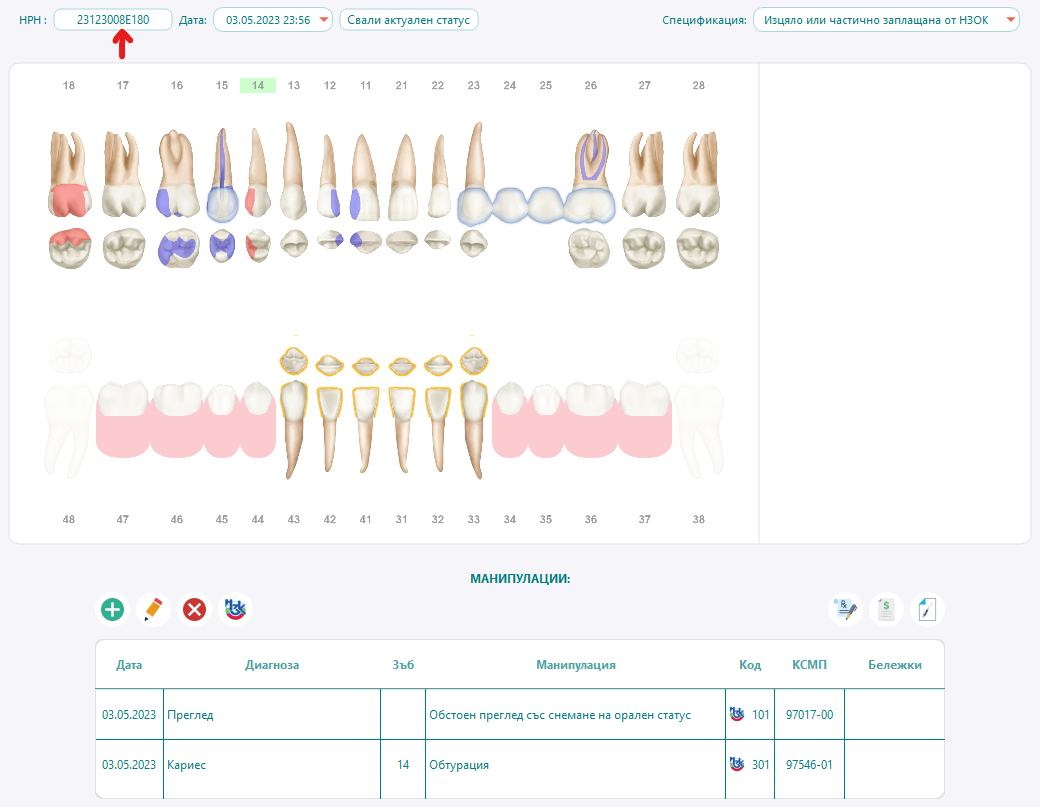 НРН : 23123008E180 Дата: 03.05.2023 23:56 Свали актуален статус Спецификация: Изцяло или частично заплащана от НЗОК
18 17 16 15 14 13 12 11 21 22 23 24 25 26 27 28
48 47 46 45 44 43 42 41 31 32 33 34 35 36 37 38
МАНИПУЛАЦИИ:
Дата Диагноза Зъб Манипулация Код КСМП Бележки
03.05.2023 Преглед Обстоен преглед със снемане на орален статус 101 97017-00
03.05.2023 Кариес 14 Обтурация 301 97546-01